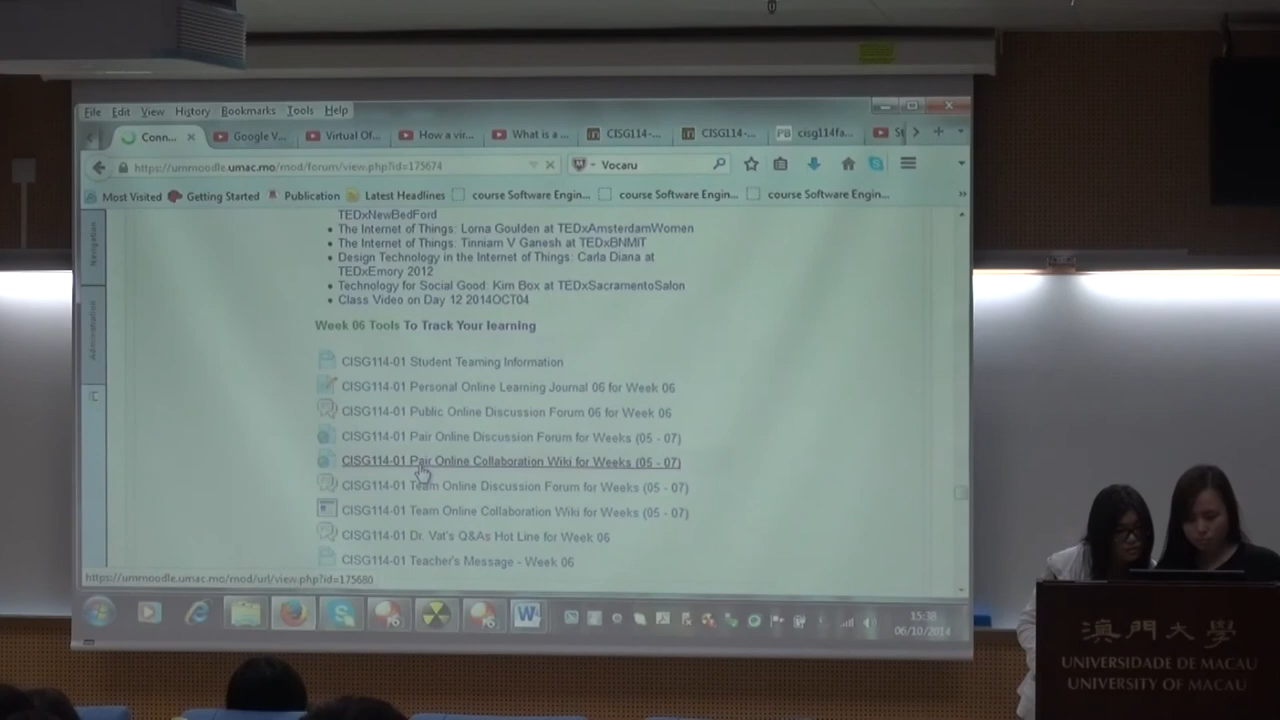 File Edit View History Bookmarks Tools Help
Conn... Google V... Virtual Of... How a vir... What is a ... CISG114-... CISG114-... cisg114fa...
https://ummoodle.umac.mo/mod/forum/view.php?id=175674 Vocaru
Most Visited Getting Started Publication Latest Headlines course Software Engin... course Software Engin... course Software Engin... »
Navigation
Administration
TEDxNewBedFord
• The Internet of Things: Lorna Goulden at TEDxAmsterdamWomen
• The Internet of Things: Tinniam V Ganesh at TEDxBNMIT
• Design Technology in the Internet of Things: Carla Diana at
TEDxEmory 2012
• Technology for Social Good: Kim Box at TEDxSacramentoSalon
• Class Video on Day 12 2014OCT04
Week 06 Tools To Track Your learning
CISG114-01 Student Teaming Information
CISG114-01 Personal Online Learning Journal 06 for Week 06
CISG114-01 Public Online Discussion Forum 06 for Week 06
CISG114-01 Pair Online Discussion Forum for Weeks (05 - 07)
CISG114-01 Pair Online Collaboration Wiki for Weeks (05 - 07)
CISG114-01 Team Online Discussion Forum for Weeks (05 - 07)
CISG114-01 Team Online Collaboration Wiki for Weeks (05 - 07)
CISG114-01 Dr. Vat's Q&As Hot Line for Week 06
CISG114-01 Teacher's Message - Week 06
https://ummoodle.umac.mo/mod/url/view.php?id=175680
15:38
06/10/2014
澳門大學
UNIVERSIDADE DE MACAU
UNIVERSITY OF MACAU